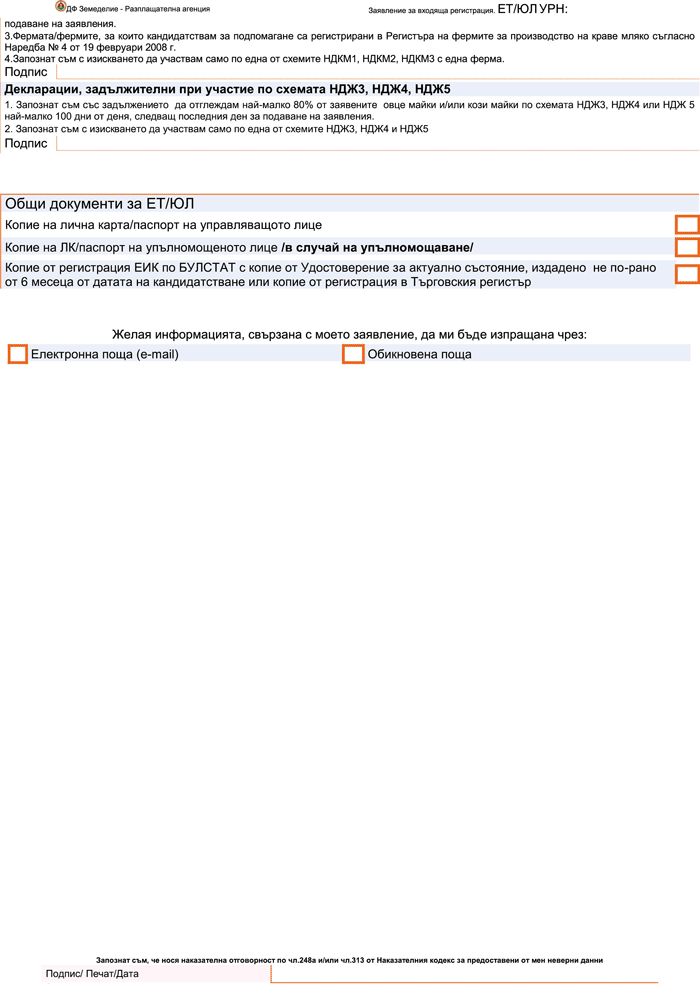 ДФ Земеделие - Разплащателна агенция
Заявление за входяща регистрация. ЕТ/ЮЛ УРН:
подаване на заявления.
3.Фермата/фермите, за които кандидатствам за подпомагане са регистрирани в Регистъра на фермите за производство на краве мляко съгласно
Наредба № 4 от 19 февруари 2008 г.
4.Запознат съм с изискването да участвам само по една от схемите НДКМ1, НДКМ2, НДКМ3 с една ферма.
Подпис
Декларации, задължителни при участие по схемата НДЖ3, НДЖ4, НДЖ5
1. Запознат съм със задължението да отглеждам най-малко 80% от заявените овце майки и/или кози майки по схемата НДЖ3, НДЖ4 или НДЖ 5
най-малко 100 дни от деня, следващ последния ден за подаване на заявления.
2. Запознат съм с изискването да участвам само по една от схемите НДЖ3, НДЖ4 и НДЖ5
Подпис
Общи документи за ЕТ/ЮЛ
Копие на лична карта/паспорт на управляващото лице
Копие на ЛК/паспорт на упълномощеното лице /в случай на упълномощаване/
Копие от регистрация ЕИК по БУЛСТАТ с копие от Удостоверение за актуално състояние, издадено не по-рано
от 6 месеца от датата на кандидатстване или копие от регистрация в Търговския регистър
Желая информацията, свързана с моето заявление, да ми бъде изпращана чрез:
Електронна поща (e-mail)
Обикновена поща
Запознат съм, че нося наказателна отговорност по чл.248а и/или чл.313 от Наказателния кодекс за предоставени от мен неверни данни
Подпис/ Печат/Дата